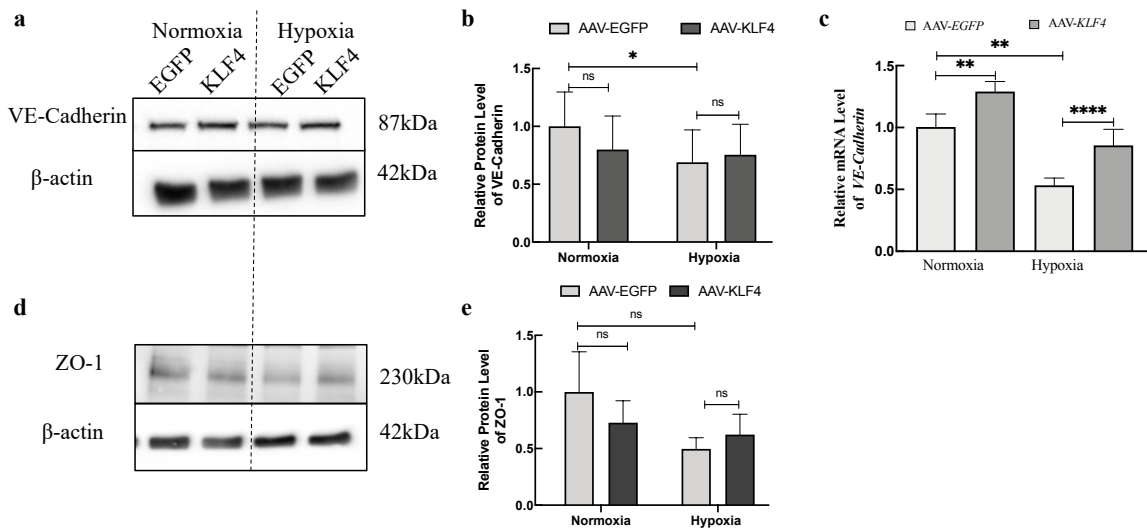 a
Normoxia Hypoxia
EGFP KLF4 EGFP KLF4
VE-Cadherin 87kDa
β-actin 42kDa
b
AAV-EGFP AAV-KLF4
Relative Protein Level
of VE-Cadherin
1.5
1.0
0.5
0.0
*
ns
ns
Normoxia Hypoxia
c
AAV-EGFP AAV-KLF4
Relative mRNA Level
of VE-Cadherin
1.5
1.0
0.5
0.0
**
**
****
Normoxia Hypoxia
d
ZO-1 230kDa
β-actin 42kDa
e
AAV-EGFP AAV-KLF4
Relative Protein Level
of ZO-1
1.5
1.0
0.5
0.0
ns
ns
ns
Normoxia Hypoxia